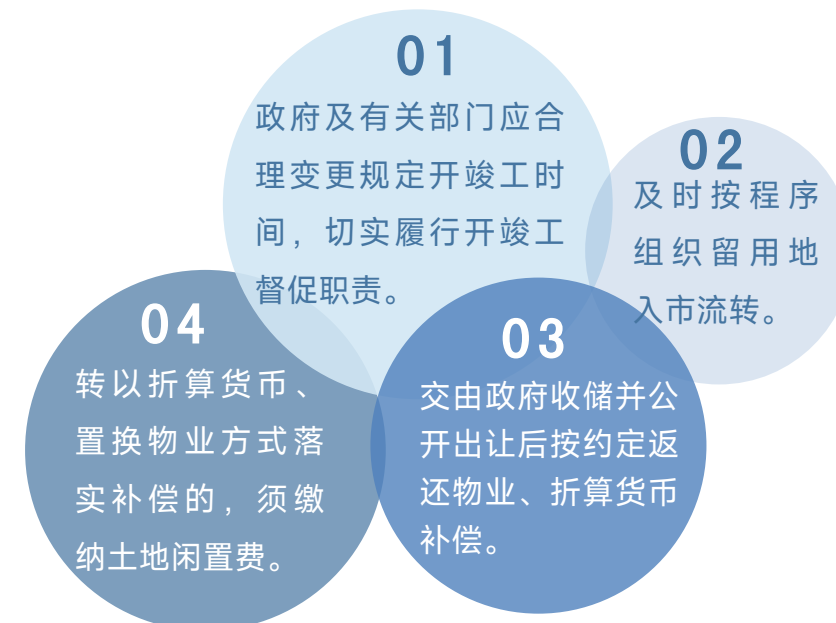 01
政府及有关部门应合
理变更规定开竣工时
间，切实履行开竣工
督促职责。
02
及时按程序
组织留用地
入市流转。
03
交由政府收储并公
开出让后按约定返
还物业、折算货币
补偿。
04
转以折算货币、
置换物业方式落
实补偿的，须缴
纳土地闲置费。